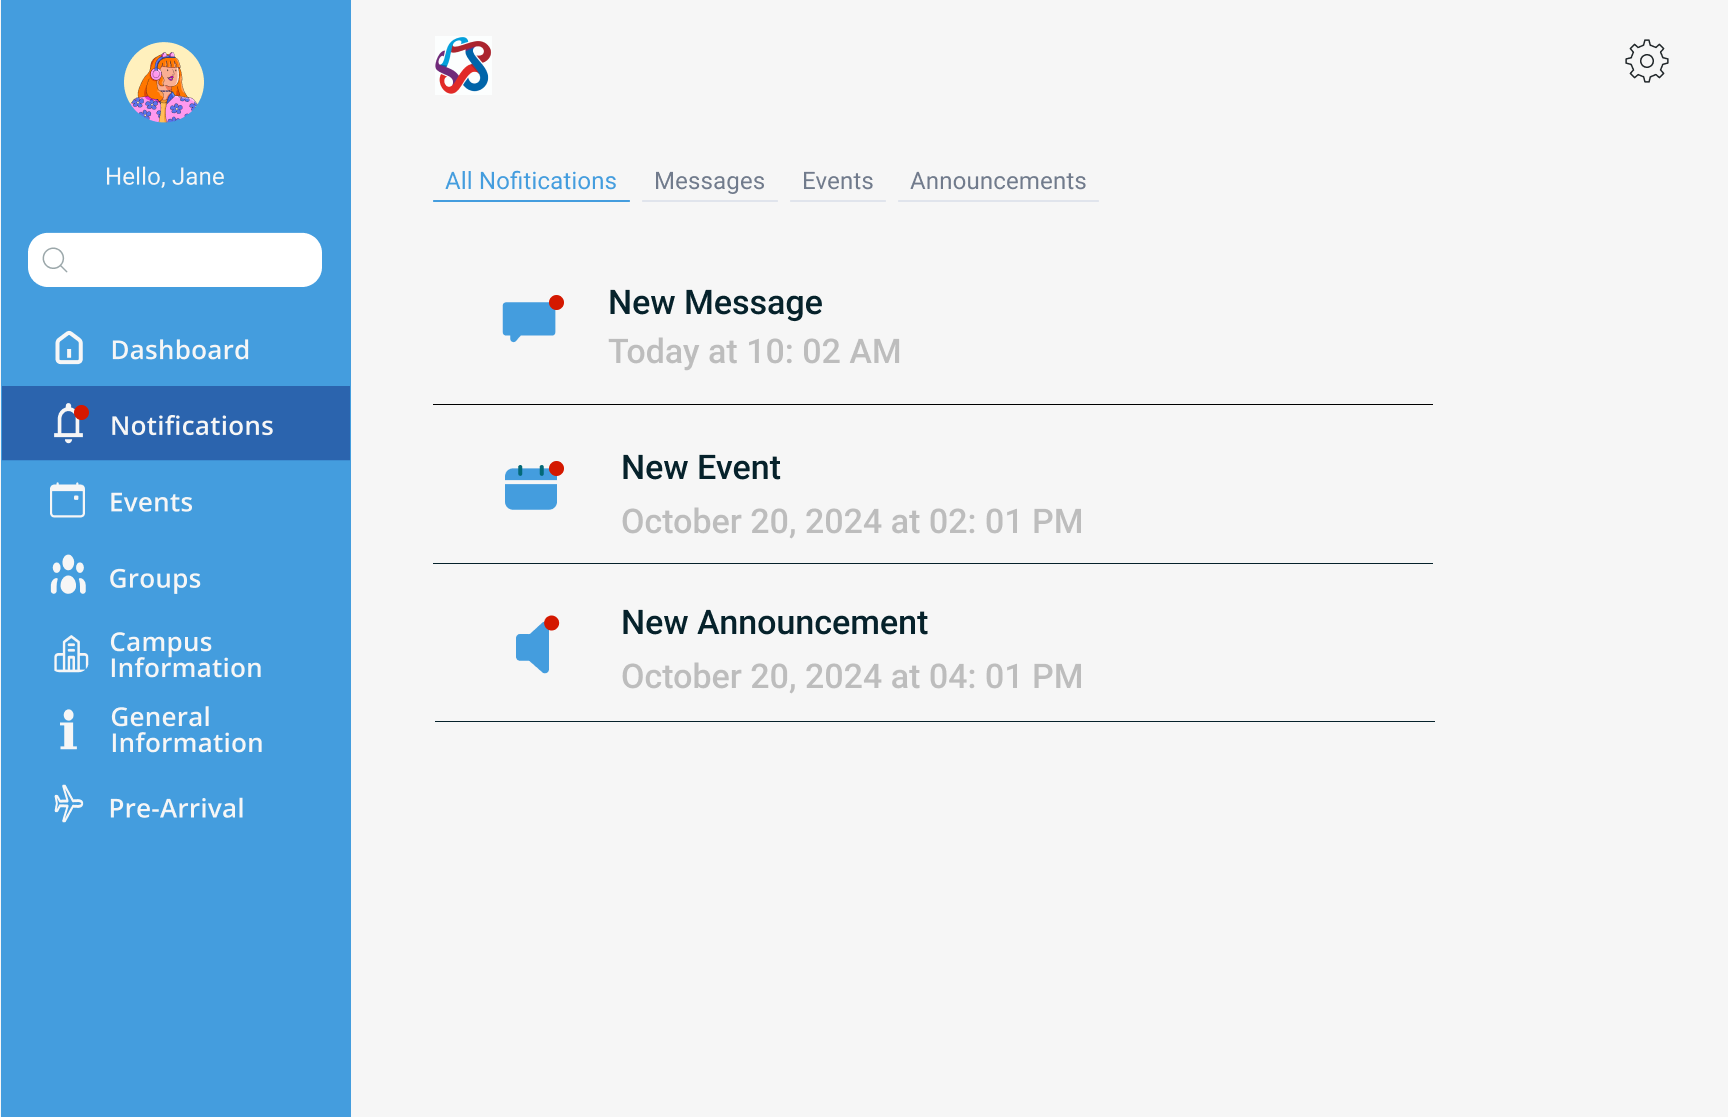 Hello, Jane
Dashboard
Notifications
Events
Groups
Campus
Information
General
Information
Pre-Arrival
All Nofitications
Messages
Events
Announcements
New Message
Today at 10: 02 AM
New Event
October 20, 2024 at 02: 01 PM
New Announcement
October 20, 2024 at 04: 01 PM